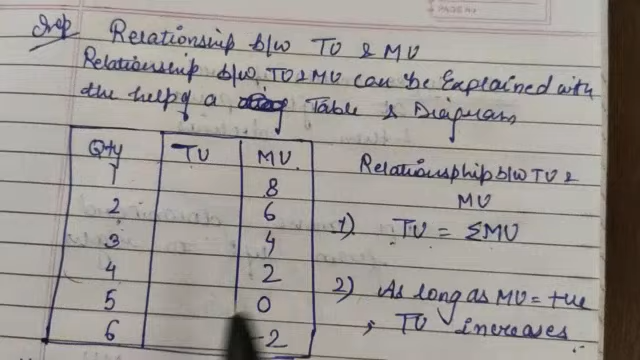 Imp Relationship b/w TU & MU
Relationship b/w TU & MU can be Explained with
the help of a Table & Diagram
Qty TU MU
1 8
2 6
3 4
4 2
5 0
6 -2
Relationship b/w TU &
MU
1) TU = ΣMU
2) As long as MU = +ve
, TU increases